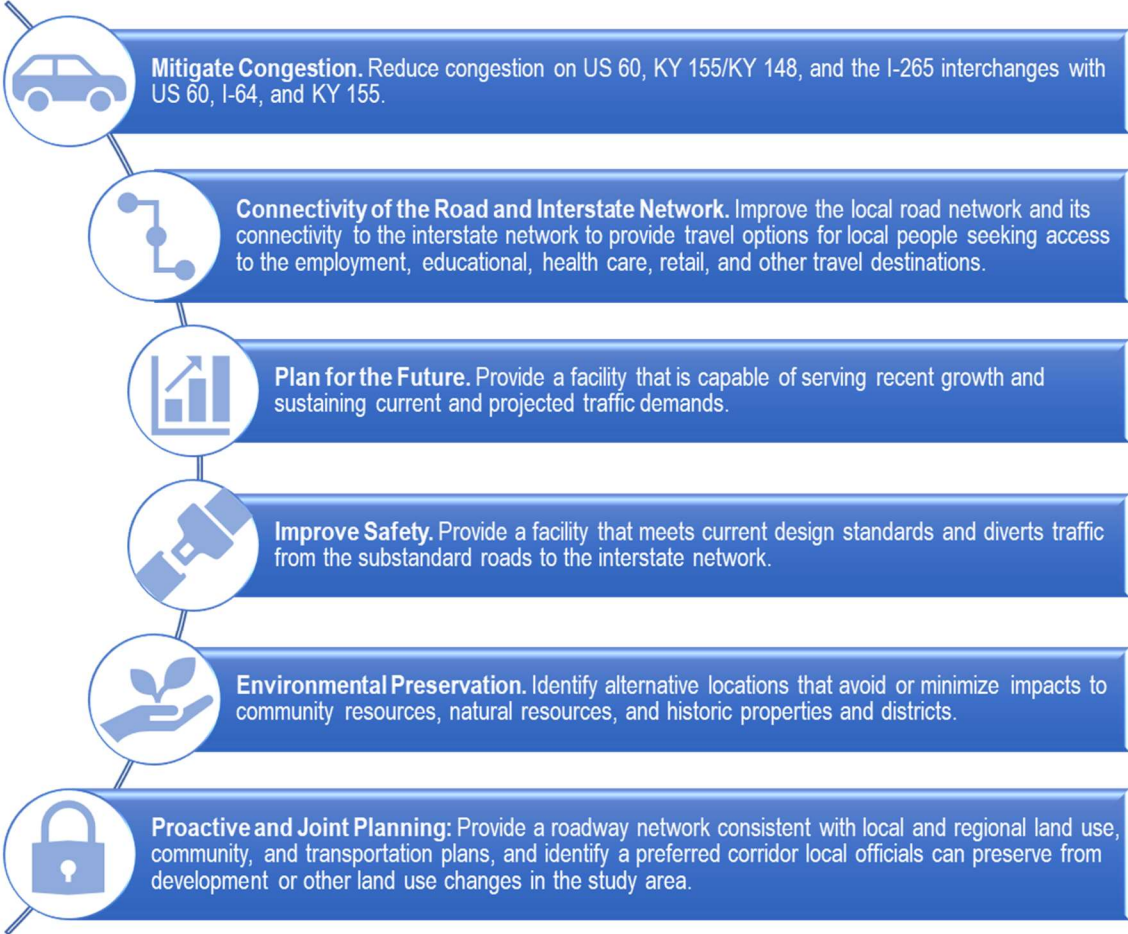 Mitigate Congestion. Reduce congestion on US 60, KY 155/KY 148, and the I-265 interchanges with
US 60, I-64, and KY 155.
Connectivity of the Road and Interstate Network. Improve the local road network and its
connectivity to the interstate network to provide travel options for local people seeking access
to the employment, educational, health care, retail, and other travel destinations.
Plan for the Future. Provide a facility that is capable of serving recent growth and
sustaining current and projected traffic demands.
Improve Safety. Provide a facility that meets current design standards and diverts traffic
from the substandard roads to the interstate network.
Environmental Preservation. Identify alternative locations that avoid or minimize impacts to
community resources, natural resources, and historic properties and districts.
Proactive and Joint Planning: Provide a roadway network consistent with local and regional land use,
community, and transportation plans, and identify a preferred corridor local officials can preserve from
development or other land use changes in the study area.